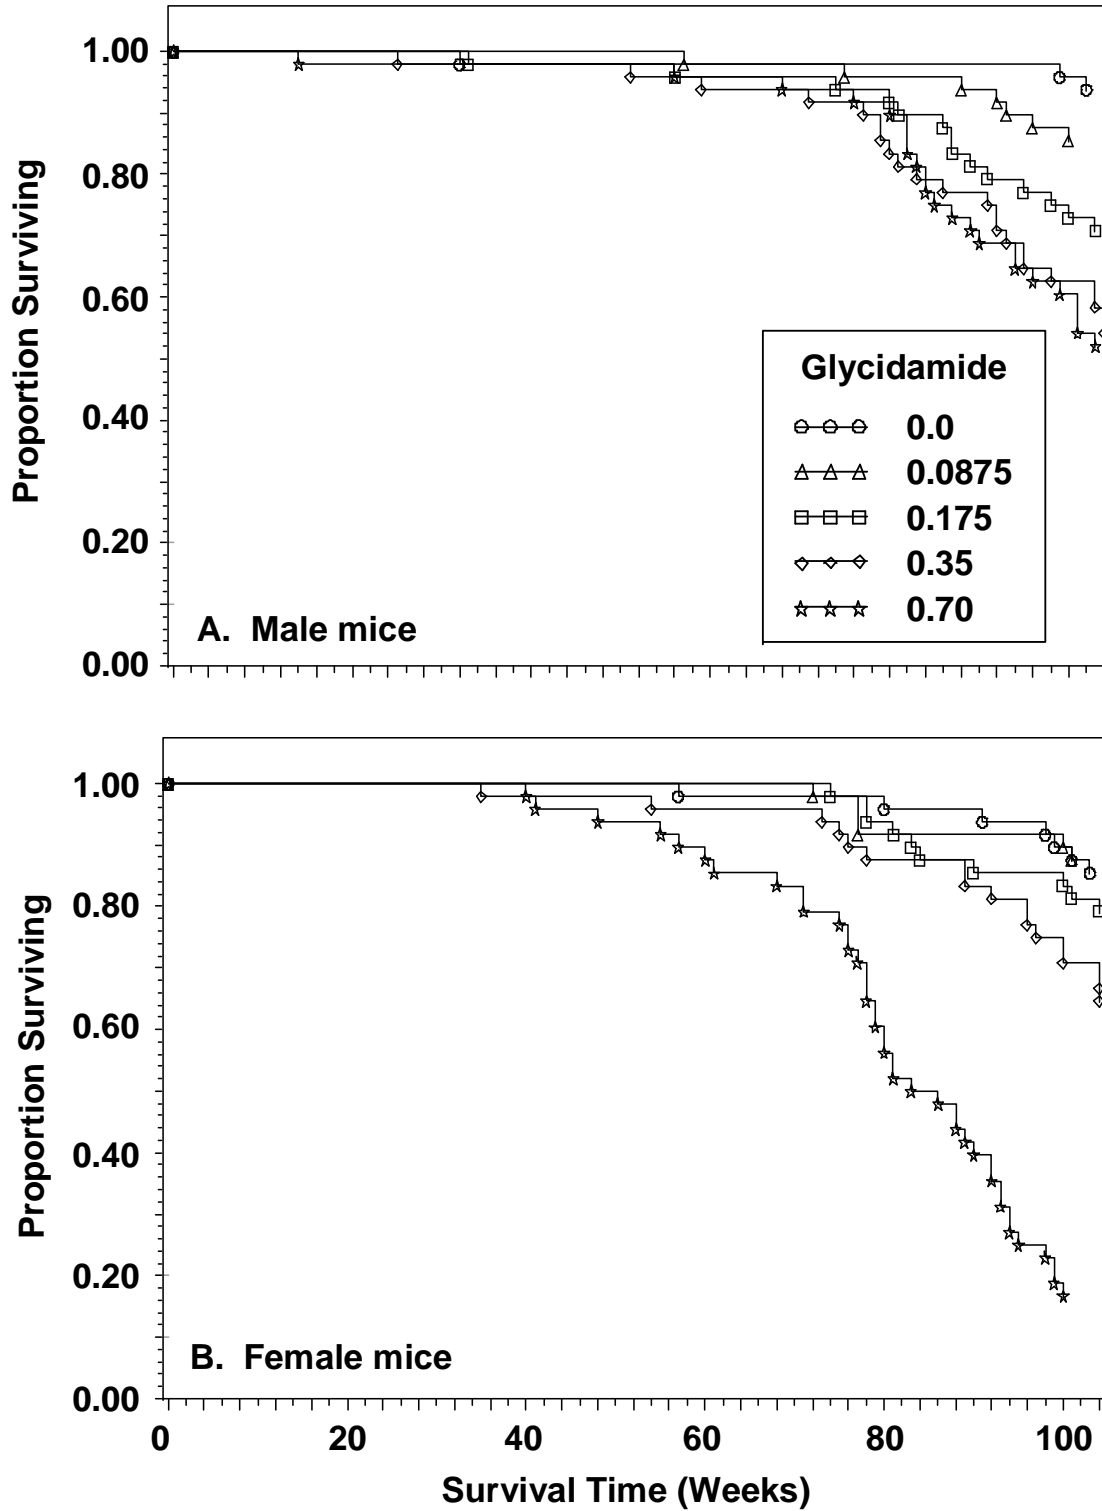 1.00
0.80
0.60
0.40
0.20
0.00
Proportion Surviving
Glycidamide
0.0
0.0875
0.175
0.35
0.70
A. Male mice
1.00
0.80
0.60
0.40
0.20
0.00
Proportion Surviving
B. Female mice
0 20 40 60 80 100
Survival Time (Weeks)